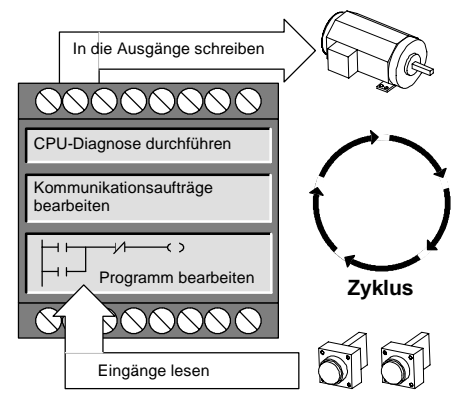 In die Ausgänge schreiben
CPU-Diagnose durchführen
Kommunikationsaufträge
bearbeiten
Programm bearbeiten
Zyklus
Eingänge lesen